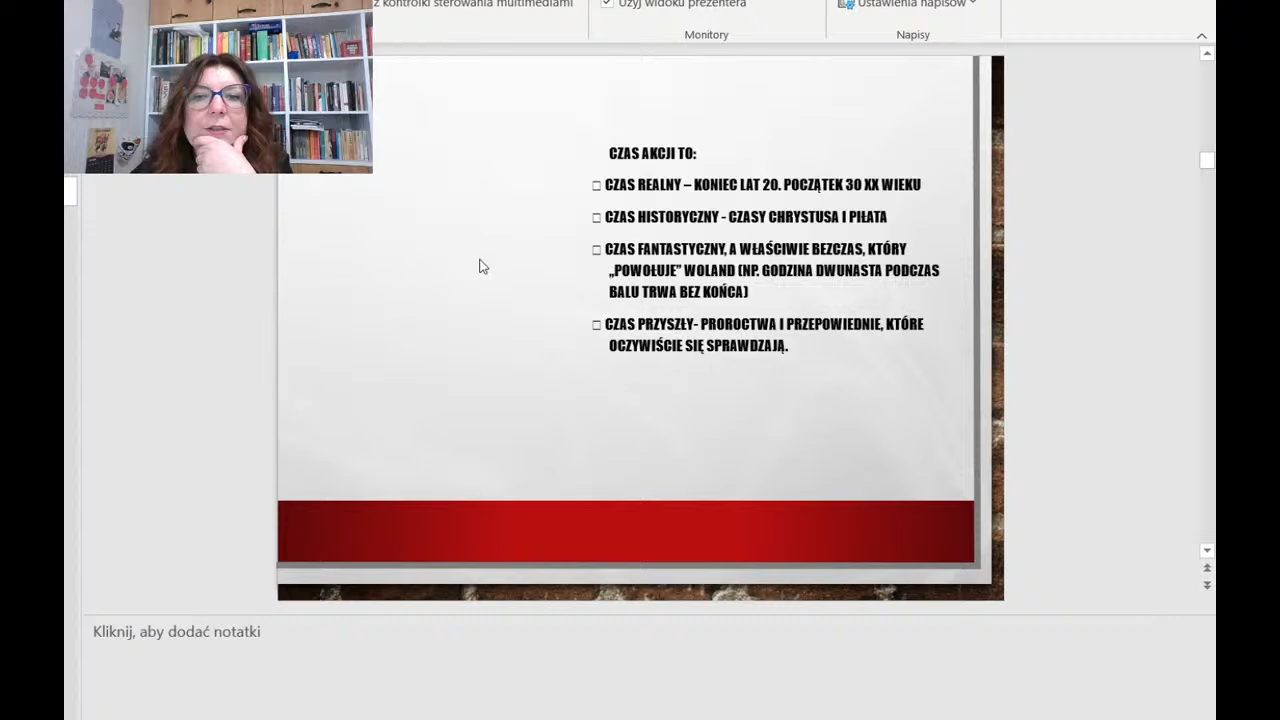 z kontrolki sterowania multimediami
Użyj widoku prezentera
Ustawienia napisów
Monitory
Napisy
CZAS AKCJI TO:
CZAS REALNY – KONIEC LAT 20. POCZĄTEK 30 XX WIEKU
CZAS HISTORYCZNY - CZASY CHRYSTUSA I PIŁATA
CZAS FANTASTYCZNY, A WŁAŚCIWIE BEZCZAS, KTÓRY
„POWOŁUJE” WOLAND (NP. GODZINA DWUNASTA PODCZAS
BALU TRWA BEZ KOŃCA)
CZAS PRZYSZŁY- PROROCTWA I PRZEPOWIEDNIE, KTÓRE
OCZYWIŚCIE SIĘ SPRAWDZAJĄ.
Kliknij, aby dodać notatki